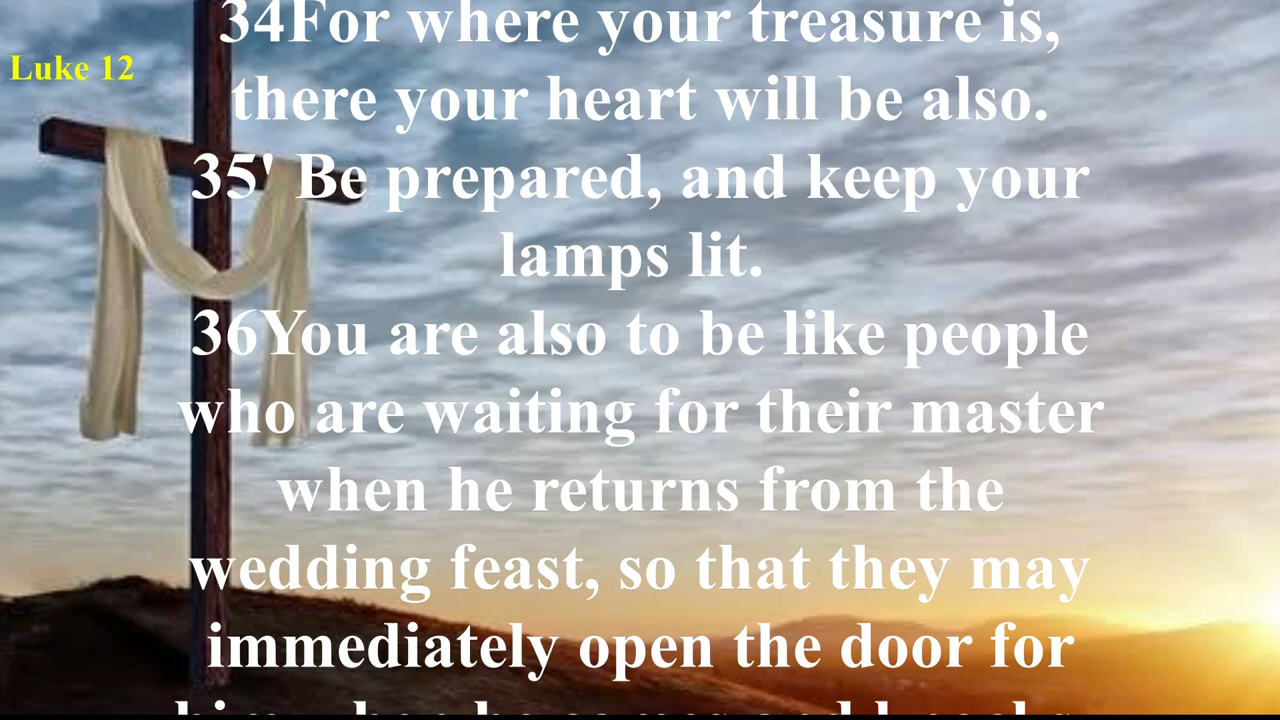 34For where your treasure is,
Luke 12
there your heart will be also.
35' Be prepared, and keep your
lamps lit.
36You are also to be like people
who are waiting for their master
when he returns from the
wedding feast, so that they may
immediately open the door for